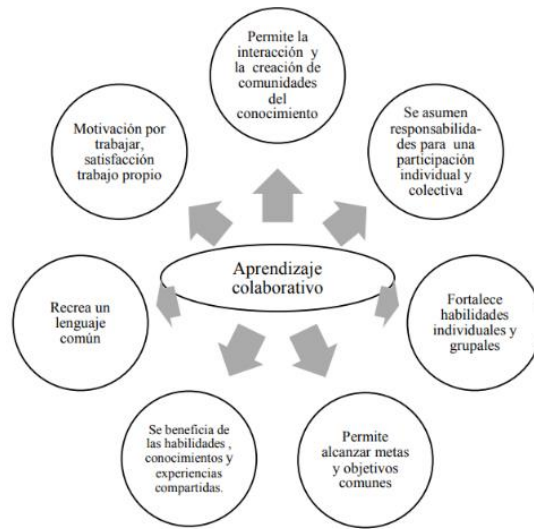 Permite la
interacción y
la creación de
comunidades
del
conocimiento
Se asumen
responsabilida-
des para una
participación
individual y
colectiva
Fortalece
habilidades
individuales y
grupales
Permite
alcanzar metas
y objetivos
comunes
Se beneficia de
las habilidades ,
conocimientos y
experiencias
compartidas.
Recrea un
lenguaje
común
Motivación por
trabajar,
satisfacción
trabajo propio
Aprendizaje
colaborativo